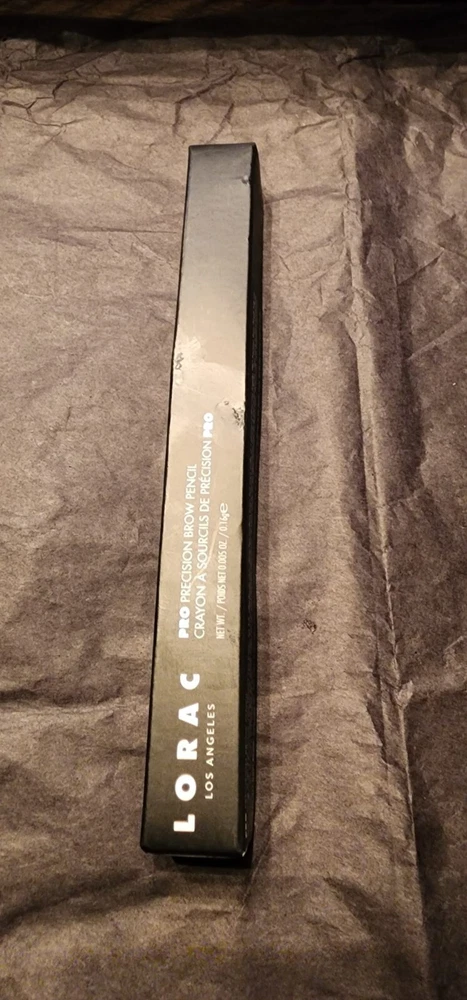 LORAC
LOS ANGELES
PRO PRECISION BROW PENCIL
CRAYON À SOURCILS DE PRÉCISION PRO
NET WT / POIDS NET 0.005 OZ / 0.16g e